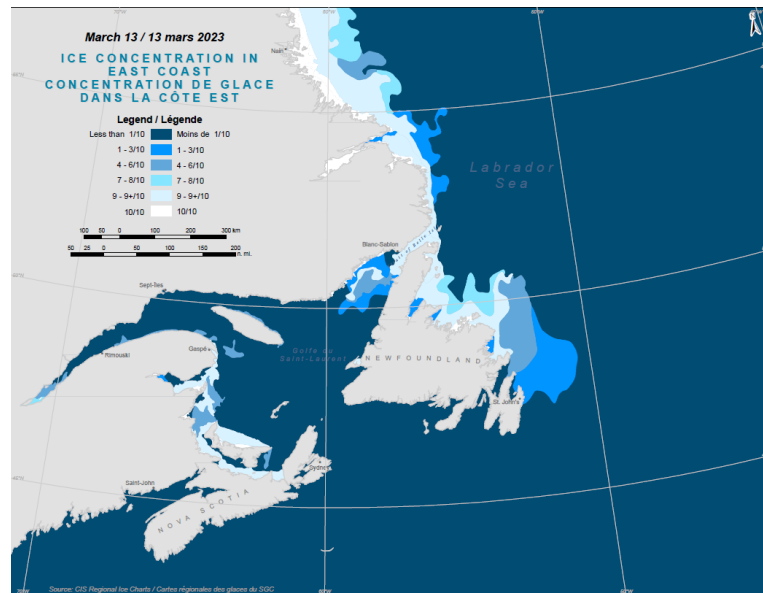 March 13 / 13 mars 2023
ICE CONCENTRATION IN
EAST COAST
CONCENTRATION DE GLACE
DANS LA CÔTE EST
Legend / Légende
Less than 1/10 Moins de 1/10
1 - 3/10 1 - 3/10
4 - 6/10 4 - 6/10
7 - 8/10 7 - 8/10
9 - 9+/10 9 - 9+/10
10/10 10/10
100 50 0 100 200 300 km
50 25 0 50 100 150 200
n. mi.
Nain
Labrador
Sea
Blanc-Sablon
Sept-Îles
Rimouski
Gaspé
Golfe du
Saint-Laurent
NEWFOUNDLAND
St. John's
Sydney
Saint-John
NOVA SCOTIA
Source: CIS Regional Ice Charts / Cartes régionales des glaces du SGC